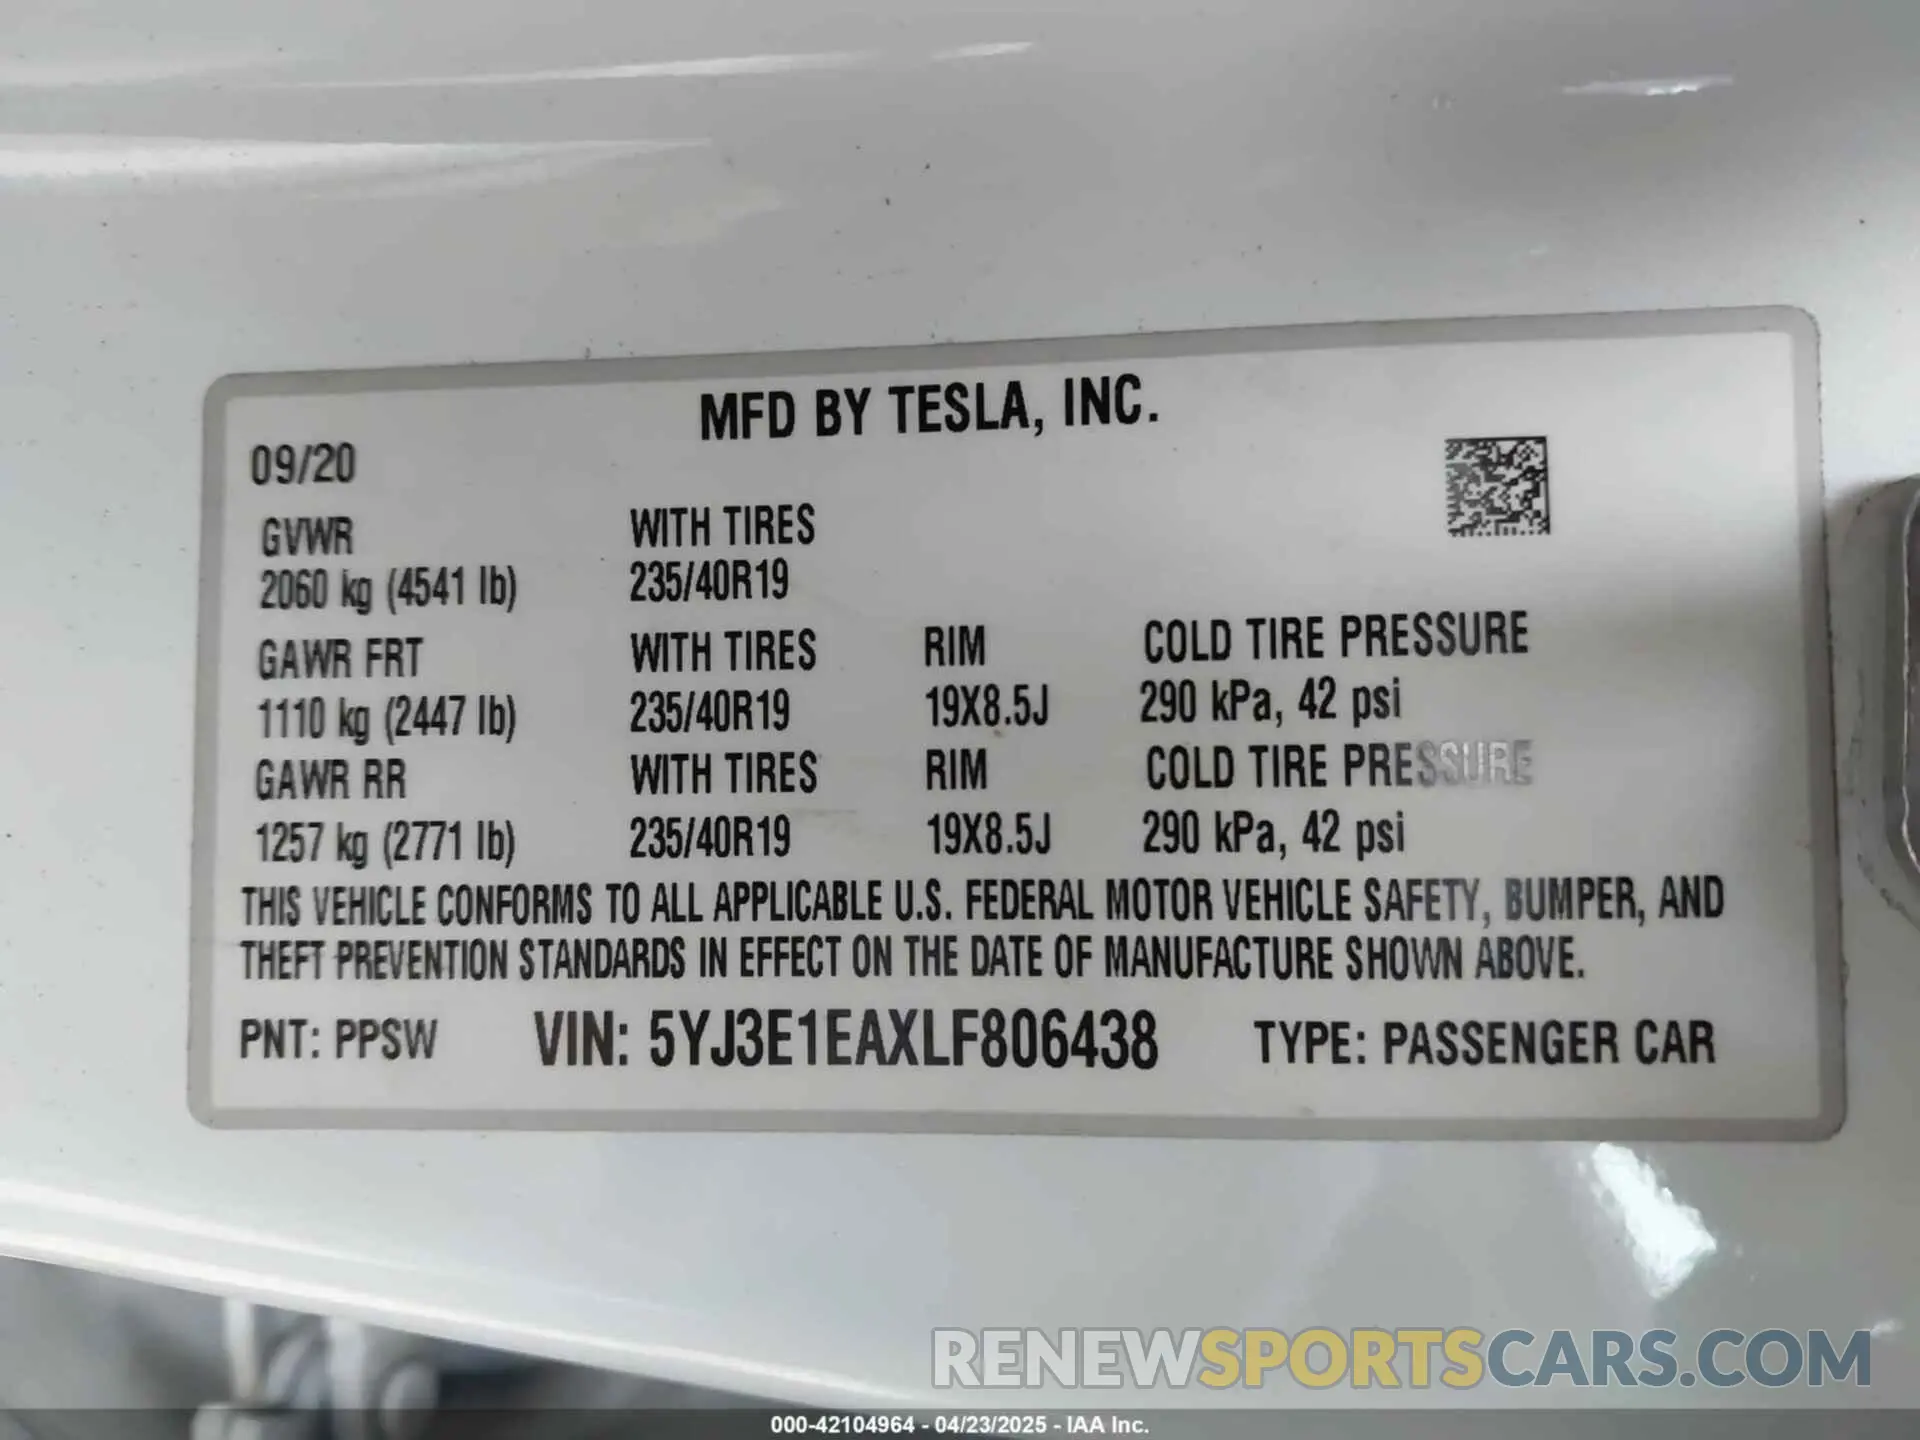 MFD BY TESLA, INC.
09/20
GVWR WITH TIRES
2060 kg (4541 lb) 235/40R19
GAWR FRT WITH TIRES RIM COLD TIRE PRESSURE
1110 kg (2447 lb) 235/40R19 19X8.5J 290 kPa, 42 psi
GAWR RR WITH TIRES RIM COLD TIRE PRESSURE
1257 kg (2771 lb) 235/40R19 19X8.5J 290 kPa, 42 psi
THIS VEHICLE CONFORMS TO ALL APPLICABLE U.S. FEDERAL MOTOR VEHICLE SAFETY, BUMPER, AND
THEFT PREVENTION STANDARDS IN EFFECT ON THE DATE OF MANUFACTURE SHOWN ABOVE.
PNT: PPSW VIN: 5YJ3E1EAXLF806438 TYPE: PASSENGER CAR
RENEWSPORTSCARS.COM
000-42104964 - 04/23/2025 - IAA Inc.